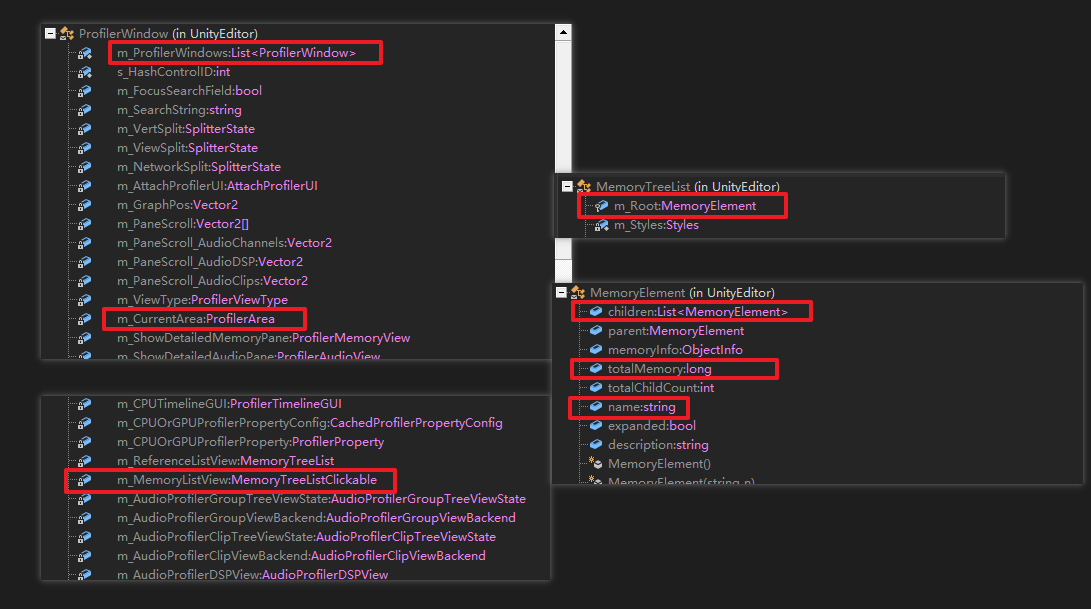 ProfilerWindow (in UnityEditor)
m_ProfilerWindows:List<ProfilerWindow>
s_HashControlID:int
m_FocusSearchField:bool
m_SearchString:string
m_VertSplit:SplitterState
m_ViewSplit:SplitterState
m_NetworkSplit:SplitterState
m_AttachProfilerUI:AttachProfilerUI
m_GraphPos:Vector2
m_PaneScroll:Vector2[]
m_PaneScroll_AudioChannels:Vector2
m_PaneScroll_AudioDSP:Vector2
m_PaneScroll_AudioClips:Vector2
m_ViewType:ProfilerViewType
m_CurrentArea:ProfilerArea
m_ShowDetailedMemoryPane:ProfilerMemoryView
m_ShowDetailedAudioPane:ProfilerAudioView
m_CPUTimelineGUI:ProfilerTimelineGUI
m_CPUOrGPUProfilerPropertyConfig:CachedProfilerPropertyConfig
m_CPUOrGPUProfilerProperty:ProfilerProperty
m_ReferenceListView:MemoryTreeList
m_MemoryListView:MemoryTreeListClickable
m_AudioProfilerGroupTreeViewState:AudioProfilerGroupTreeViewState
m_AudioProfilerGroupViewBackend:AudioProfilerGroupViewBackend
m_AudioProfilerClipTreeViewState:AudioProfilerClipTreeViewState
m_AudioProfilerClipViewBackend:AudioProfilerClipViewBackend
m_AudioProfilerDSPView:AudioProfilerDSPView
MemoryTreeList (in UnityEditor)
m_Root:MemoryElement
m_Styles:Styles
MemoryElement (in UnityEditor)
children:List<MemoryElement>
parent:MemoryElement
memoryInfo:ObjectInfo
totalMemory:long
totalChildCount:int
name:string
expanded:bool
description:string
MemoryElement()
MemoryElement(string n)